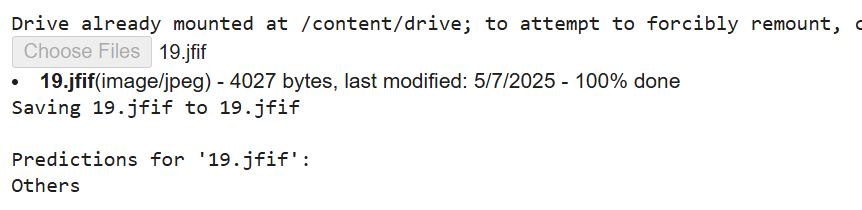 Drive already mounted at /content/drive; to attempt to forcibly remount,
Choose Files 19.jfif
• 19.jfif(image/jpeg) - 4027 bytes, last modified: 5/7/2025 - 100% done
Saving 19.jfif to 19.jfif
Predictions for '19.jfif':
Others